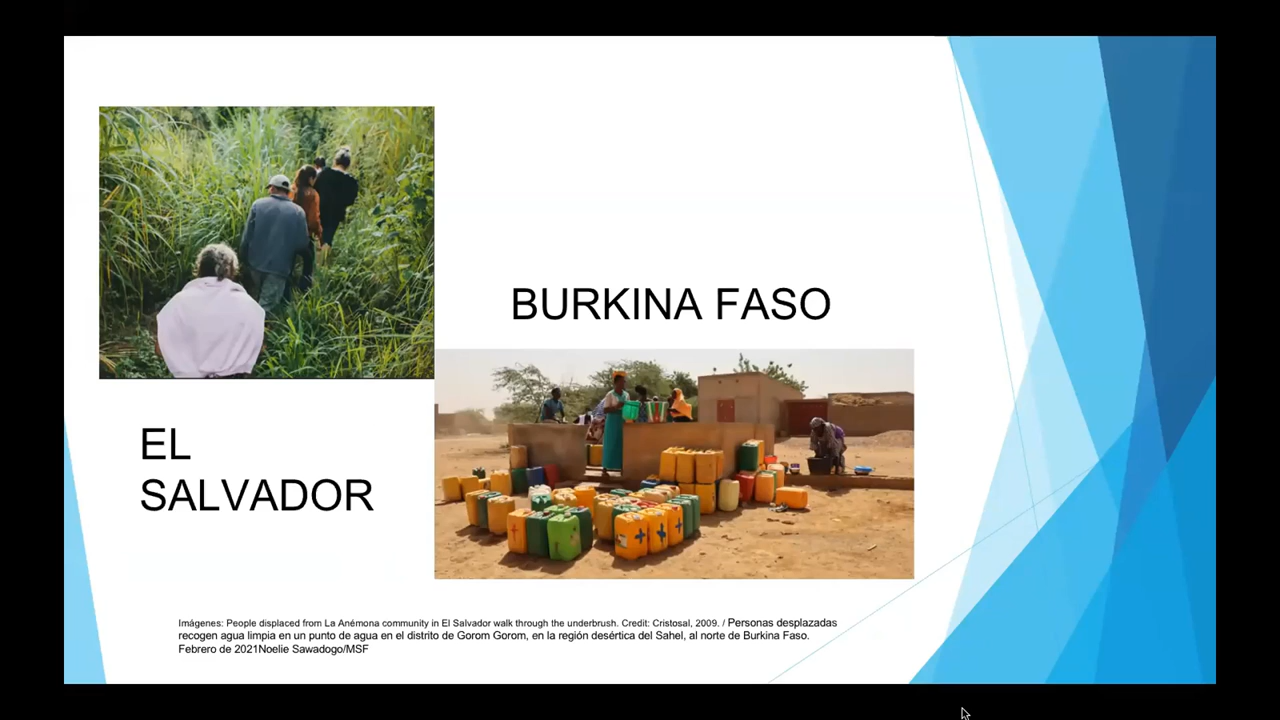 BURKINA FASO
EL
SALVADOR
Imágenes: People displaced from La Anémona community in El Salvador walk through the underbrush. Credit: Cristosal, 2009. / Personas desplazadas
recogen agua limpia en un punto de agua en el distrito de Gorom Gorom, en la región desértica del Sahel, al norte de Burkina Faso.
Febrero de 2021Noelie Sawadogo/MSF